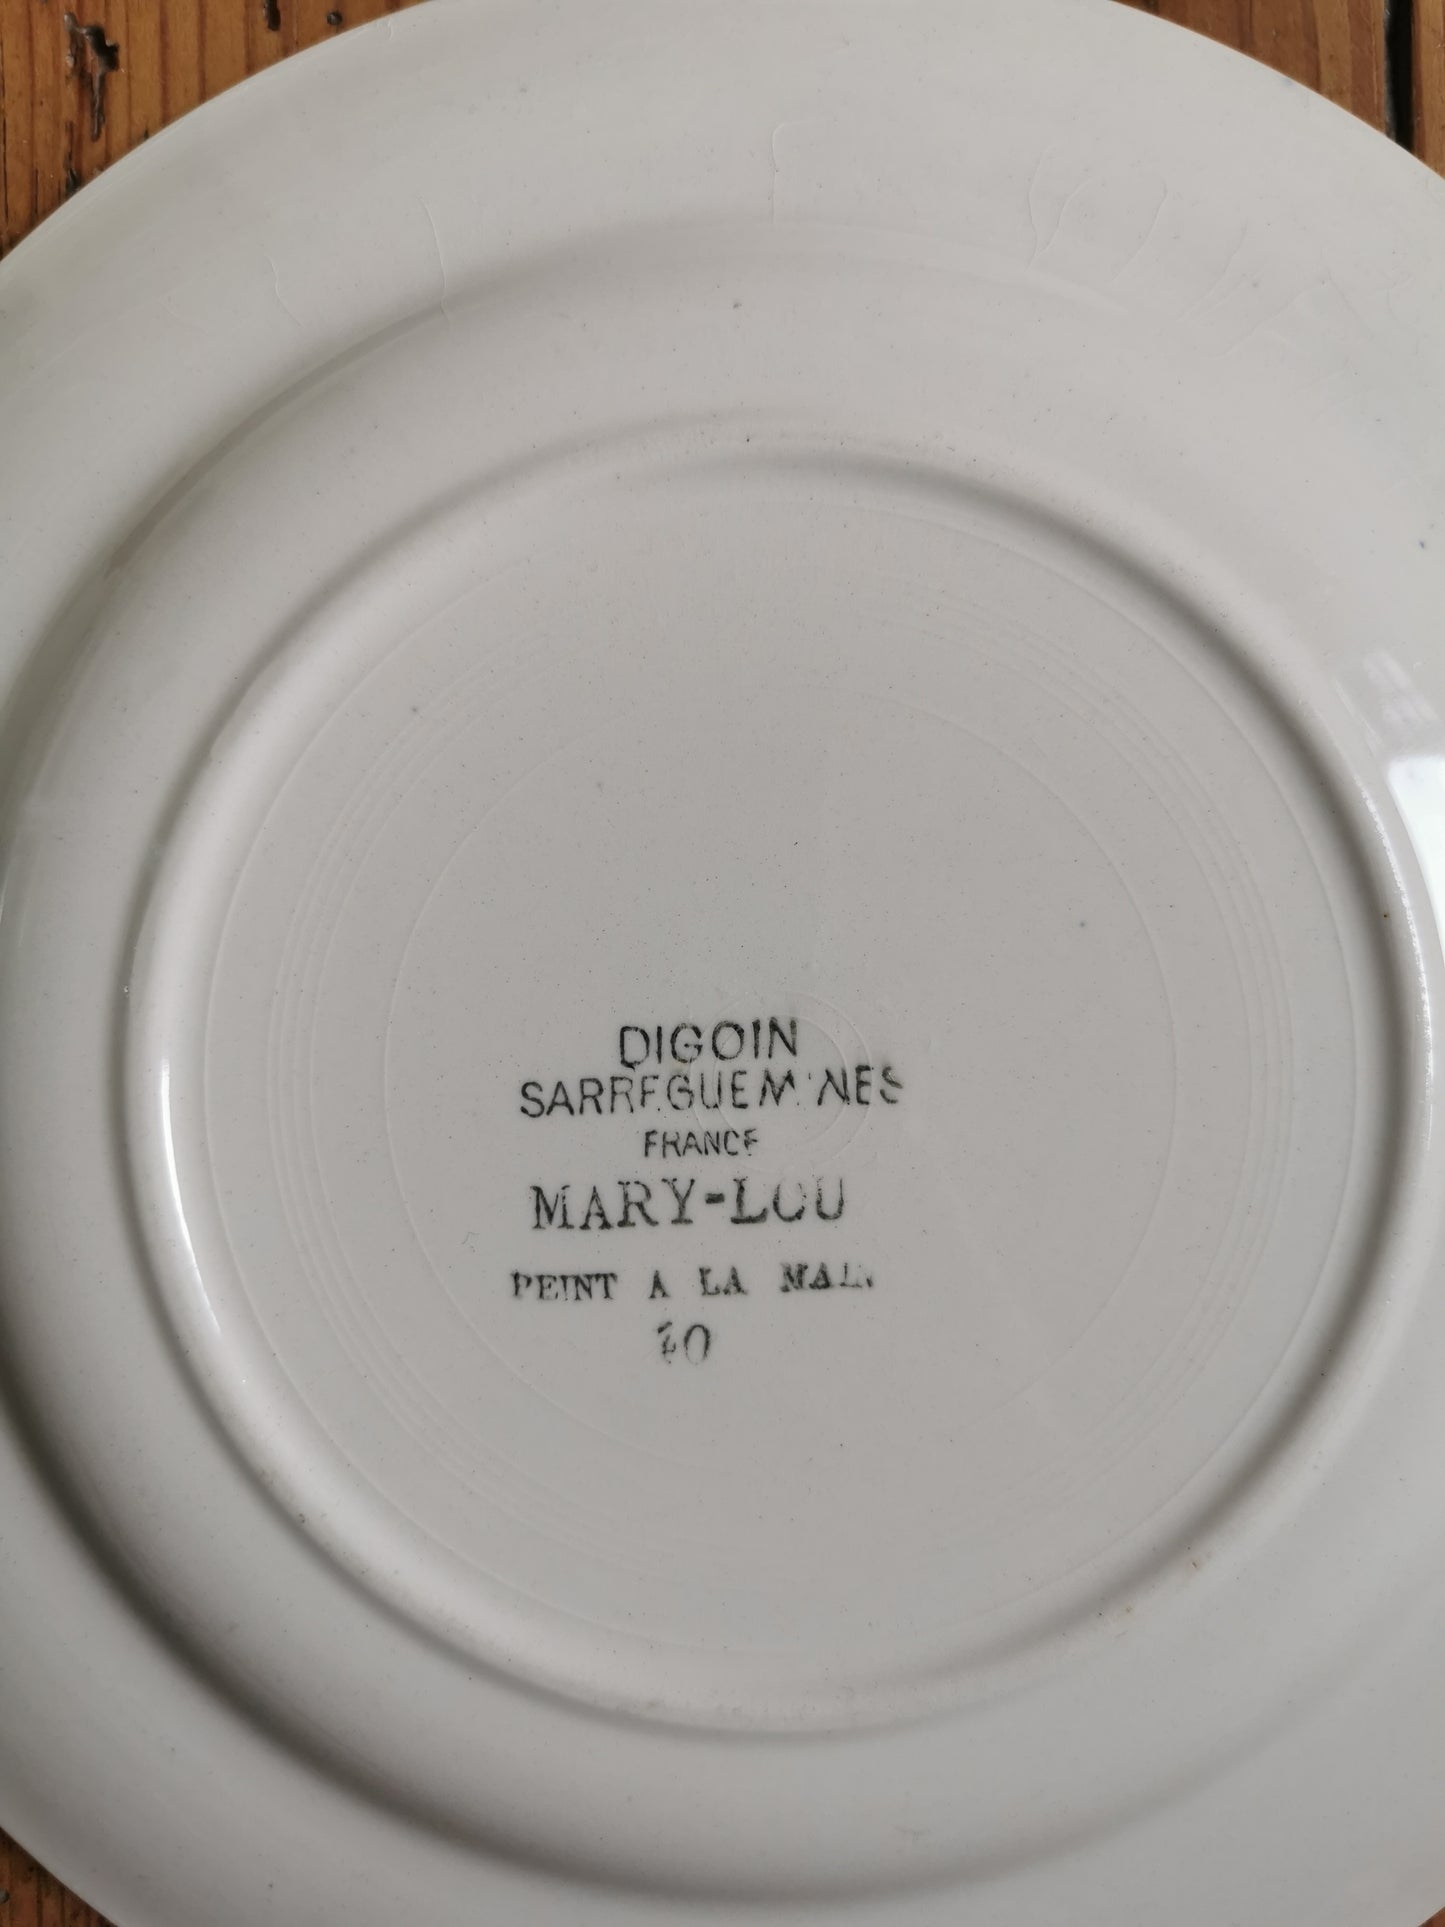 DIGOIN
SARREGUEMINES
FRANCE
MARY-LOU
PEINT A LA MAIN